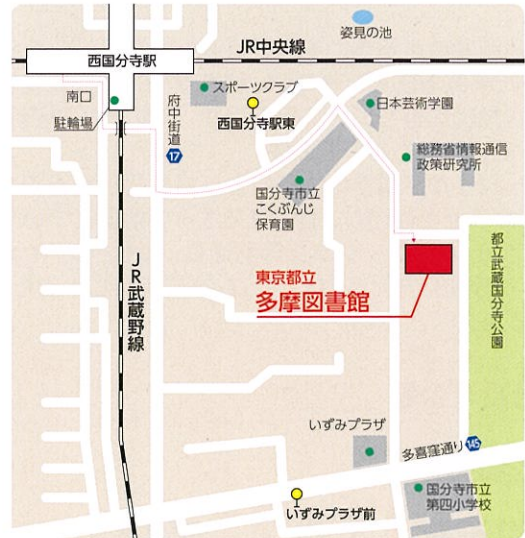 姿見の池
JR中央線
西国分寺駅
スポーツクラブ
南口
駐輪場
府中街道
17
西国分寺駅東
日本芸術学園
総務省情報通信
政策研究所
国分寺市立
こくぶんじ
保育園
都立武蔵国分寺公園
JR武蔵野線
東京都立
多摩図書館
いずみプラザ
多喜窪通り
145
いずみプラザ前
国分寺市立
第四小学校